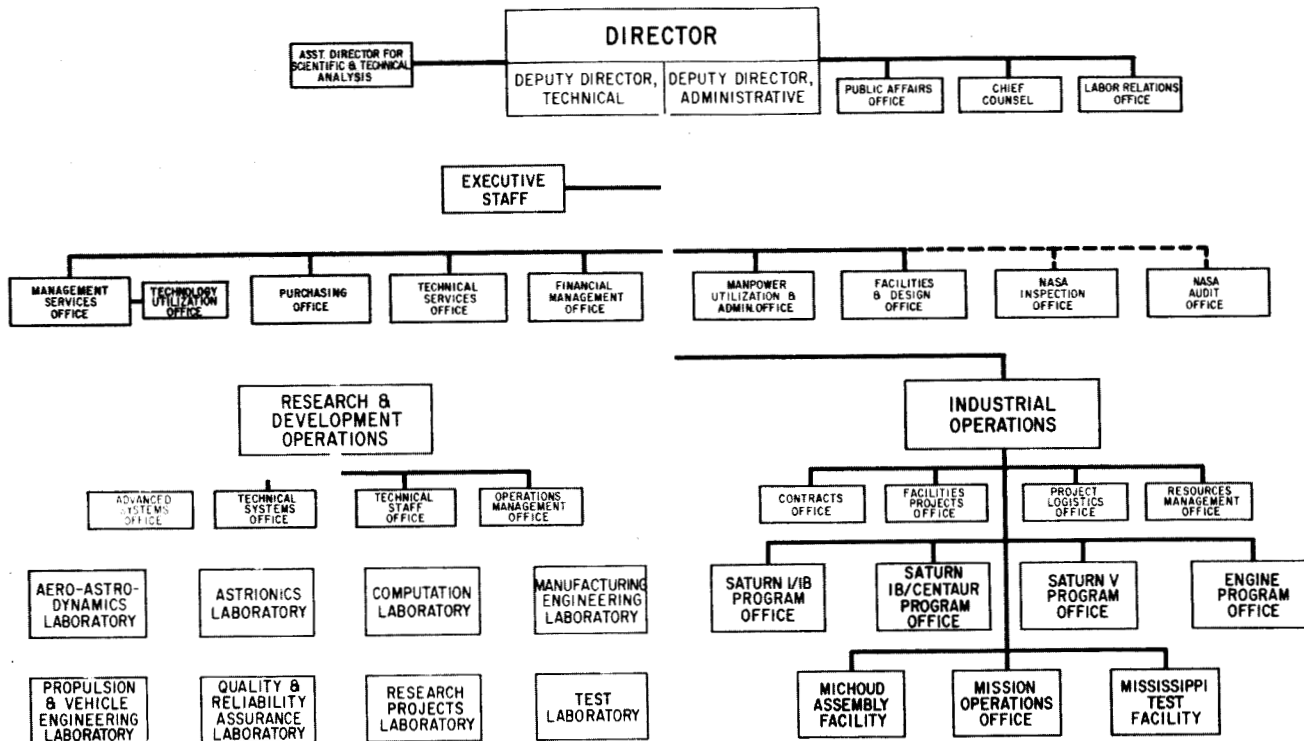 DIRECTOR
ASST. DIRECTOR FOR
SCIENTIFIC & TECHNICAL
ANALYSIS
DEPUTY DIRECTOR,
TECHNICAL
DEPUTY DIRECTOR,
ADMINISTRATIVE
PUBLIC AFFAIRS
OFFICE
CHIEF
COUNSEL
LABOR RELATIONS
OFFICE
EXECUTIVE
STAFF
MANAGEMENT
SERVICES
OFFICE
TECHNOLOGY
UTILIZATION
OFFICE
PURCHASING
OFFICE
TECHNICAL
SERVICES
OFFICE
FINANCIAL
MANAGEMENT
OFFICE
MANPOWER
UTILIZATION &
ADMIN.OFFICE
FACILITIES
& DESIGN
OFFICE
NASA
INSPECTION
OFFICE
NASA
AUDIT
OFFICE
RESEARCH &
DEVELOPMENT
OPERATIONS
INDUSTRIAL
OPERATIONS
ADVANCED
SYSTEMS
OFFICE
TECHNICAL
SYSTEMS
OFFICE
TECHNICAL
STAFF
OFFICE
OPERATIONS
MANAGEMENT
OFFICE
CONTRACTS
OFFICE
FACILITIES
PROJECTS
OFFICE
PROJECT
LOGISTICS
OFFICE
RESOURCES
MANAGEMENT
OFFICE
AERO-ASTRO-
DYNAMICS
LABORATORY
ASTRIONICS
LABORATORY
COMPUTATION
LABORATORY
MANUFACTURING
ENGINEERING
LABORATORY
SATURN I/IB
PROGRAM
OFFICE
SATURN
IB/CENTAUR
PROGRAM
OFFICE
SATURN V
PROGRAM
OFFICE
ENGINE
PROGRAM
OFFICE
PROPULSION
& VEHICLE
ENGINEERING
LABORATORY
QUALITY &
RELIABILITY
ASSURANCE
LABORATORY
RESEARCH
PROJECTS
LABORATORY
TEST
LABORATORY
MICHOUD
ASSEMBLY
FACILITY
MISSION
OPERATIONS
OFFICE
MISSISSIPPI
TEST
FACILITY